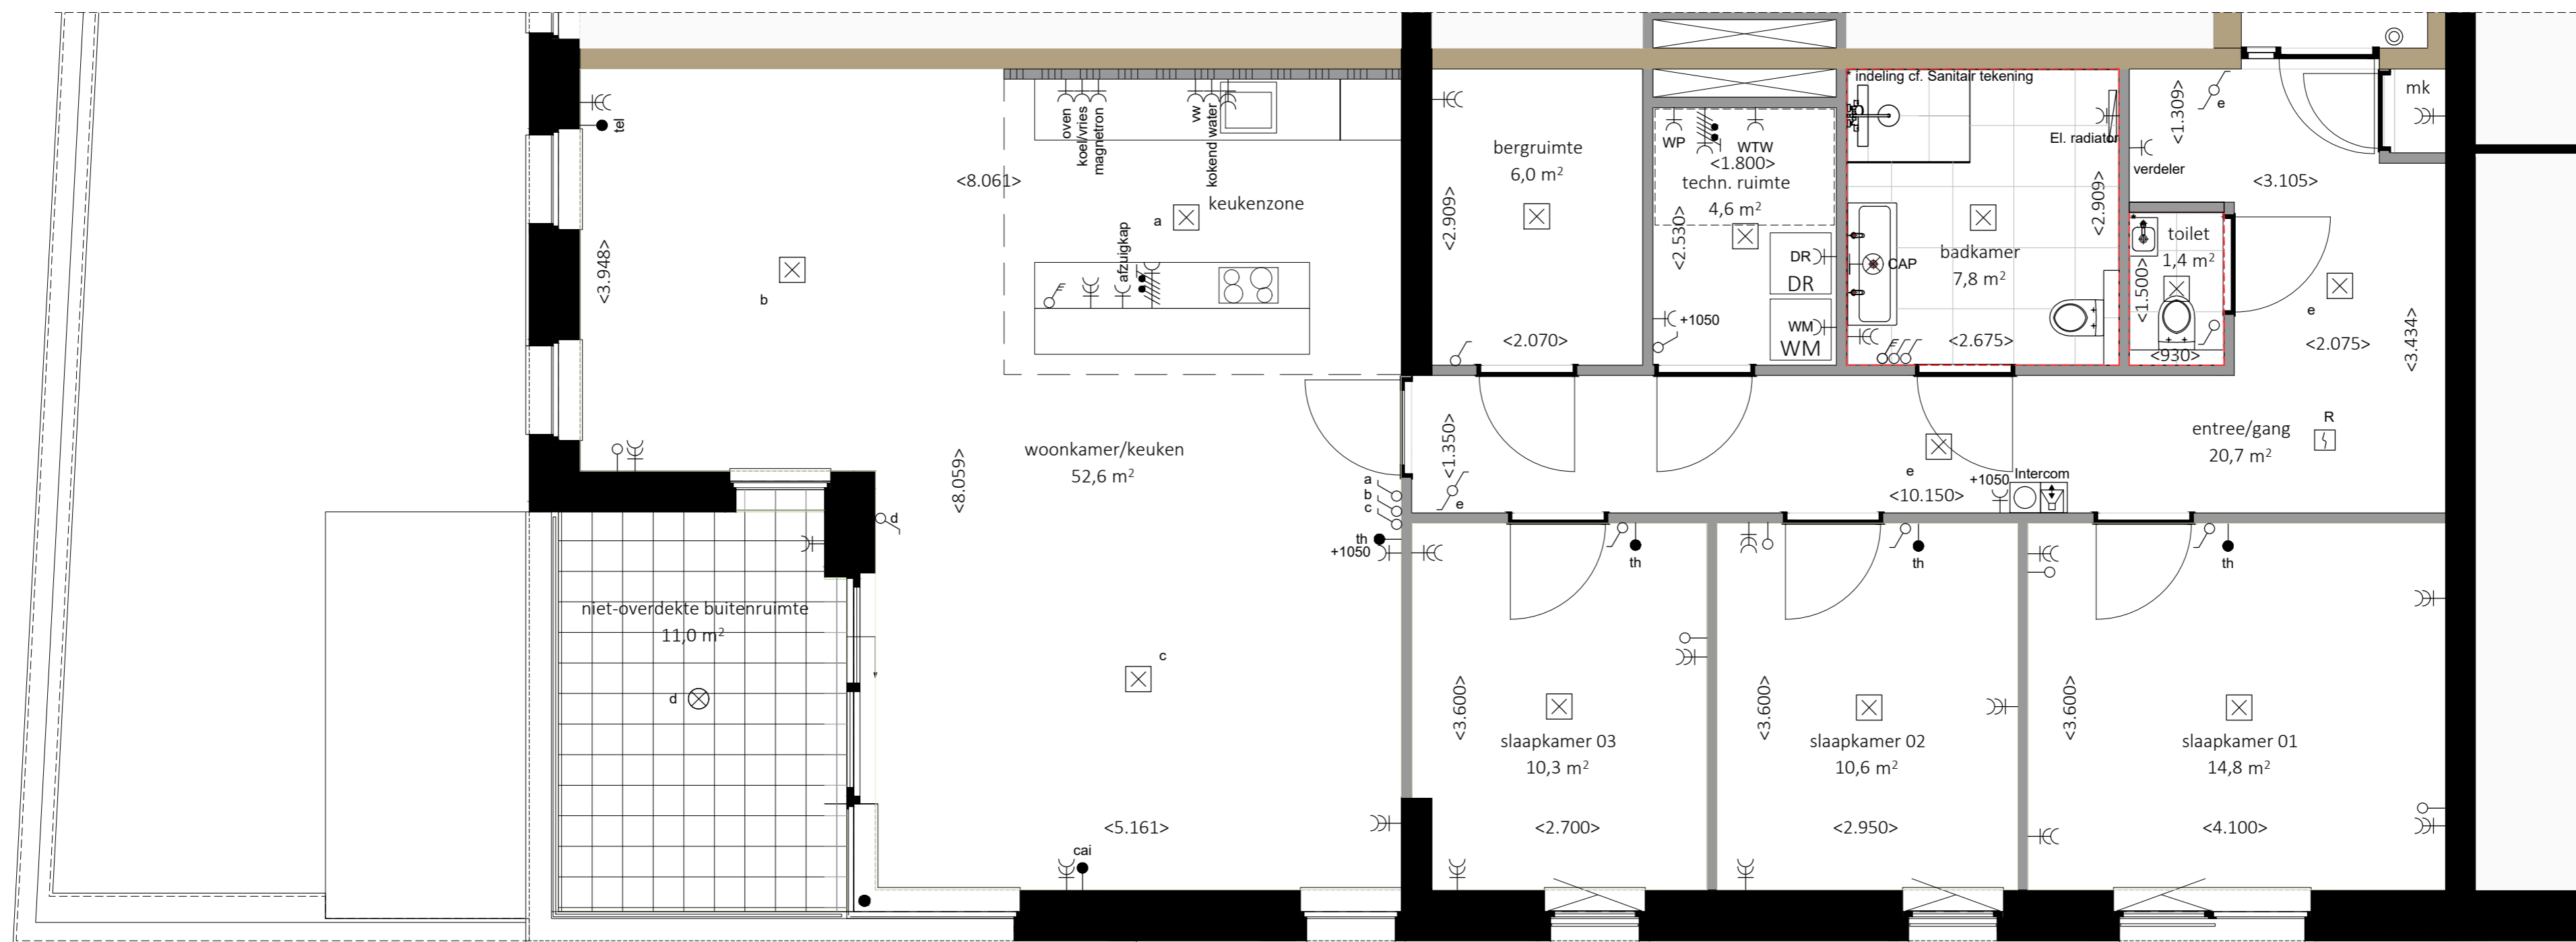 * indeling cf. Sanitair tekening
mk
e
<1.309>
El. radiator
verdeler
<3.105>
tel
oven
koel/vries
magnetron
vw
kokend water
<8.061>
keukenzone
a
b
<3.948>
afzuigkap
bergruimte
6,0 m²
<2.909>
<2.070>
WP
WTW
<1.800>
techn. ruimte
4,6 m²
<2.530>
DR
DR
WM
WM
+1050
CAP
badkamer
7,8 m²
<2.909>
<2.675>
*
toilet
1,4 m²
<1.500>
<930>
e
<2.075>
<3.434>
R
entree/gang
20,7 m²
woonkamer/keuken
52,6 m²
<8.059>
<1.350>
e
e
<10.150>
+1050
Intercom
a
b
c
th
+1050
d
th
th
th
niet-overdekte buitenruimte
11,0 m²
d
c
<5.161>
cai
<3.600>
slaapkamer 03
10,3 m²
<2.700>
<3.600>
slaapkamer 02
10,6 m²
<2.950>
<3.600>
slaapkamer 01
14,8 m²
<4.100>